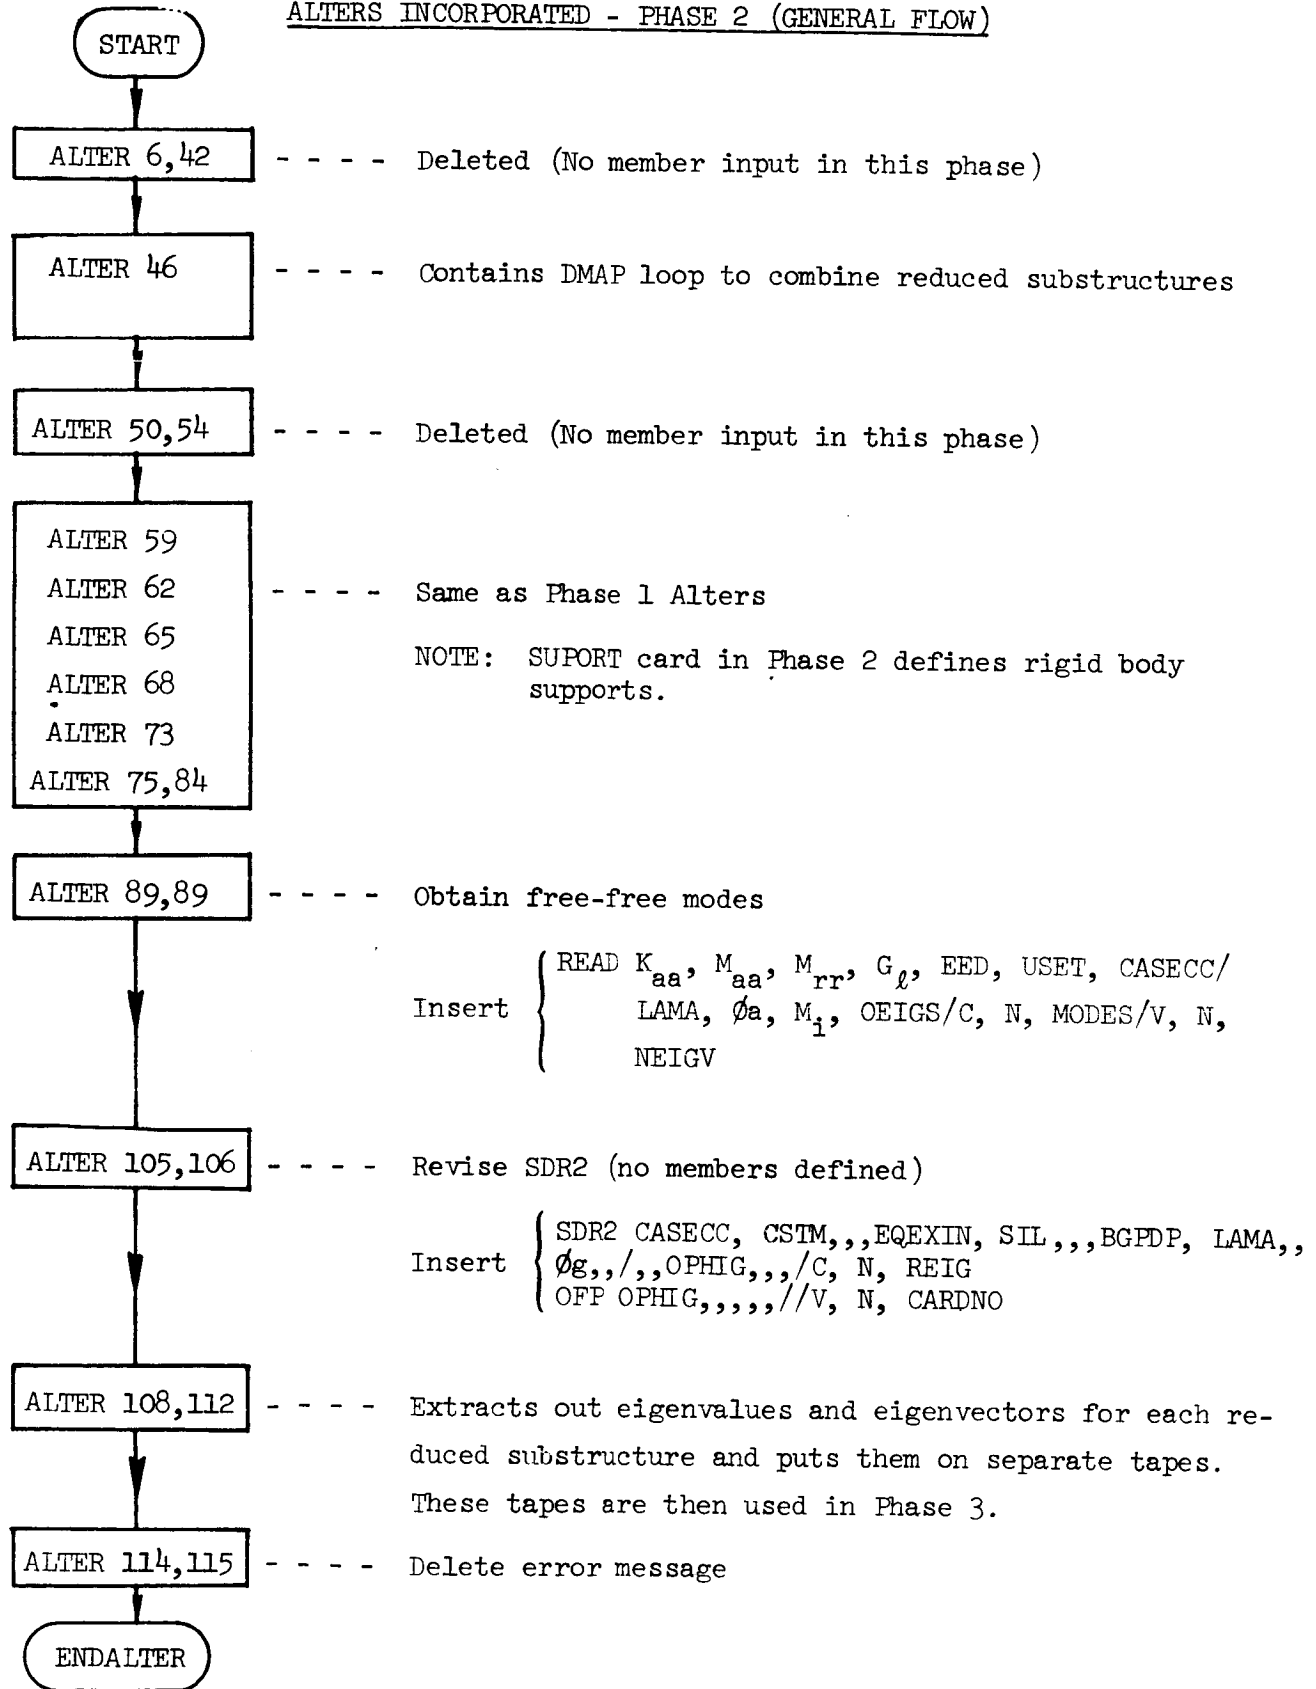 ALTERS INCORPORATED - PHASE 2 (GENERAL FLOW)
START
ALTER 6,42 - - - - Deleted (No member input in this phase)
ALTER 46 - - - - Contains DMAP loop to combine reduced substructures
ALTER 50,54 - - - - Deleted (No member input in this phase)
ALTER 59
ALTER 62 - - - - Same as Phase 1 Alters
ALTER 65
NOTE: SUPORT card in Phase 2 defines rigid body
supports.
ALTER 68
ALTER 73
ALTER 75,84
ALTER 89,89 - - - - Obtain free-free modes
Insert { READ Kaa, Maa, Mrr, Gℓ, EED, USET, CASECC/
LAMA, Øa, Mi, OEIGS/C, N, MODES/V, N,
NEIGV
ALTER 105,106 - - - - Revise SDR2 (no members defined)
Insert { SDR2 CASECC, CSTM,,,EQEXIN, SIL,,,BGPDP, LAMA,,
Øg,,/,,OPHIG,,,/C, N, REIG
OFP OPHIG,,,,,//V, N, CARDNO
ALTER 108,112 - - - - Extracts out eigenvalues and eigenvectors for each re-
duced substructure and puts them on separate tapes.
These tapes are then used in Phase 3.
ALTER 114,115 - - - - Delete error message
ENDALTER